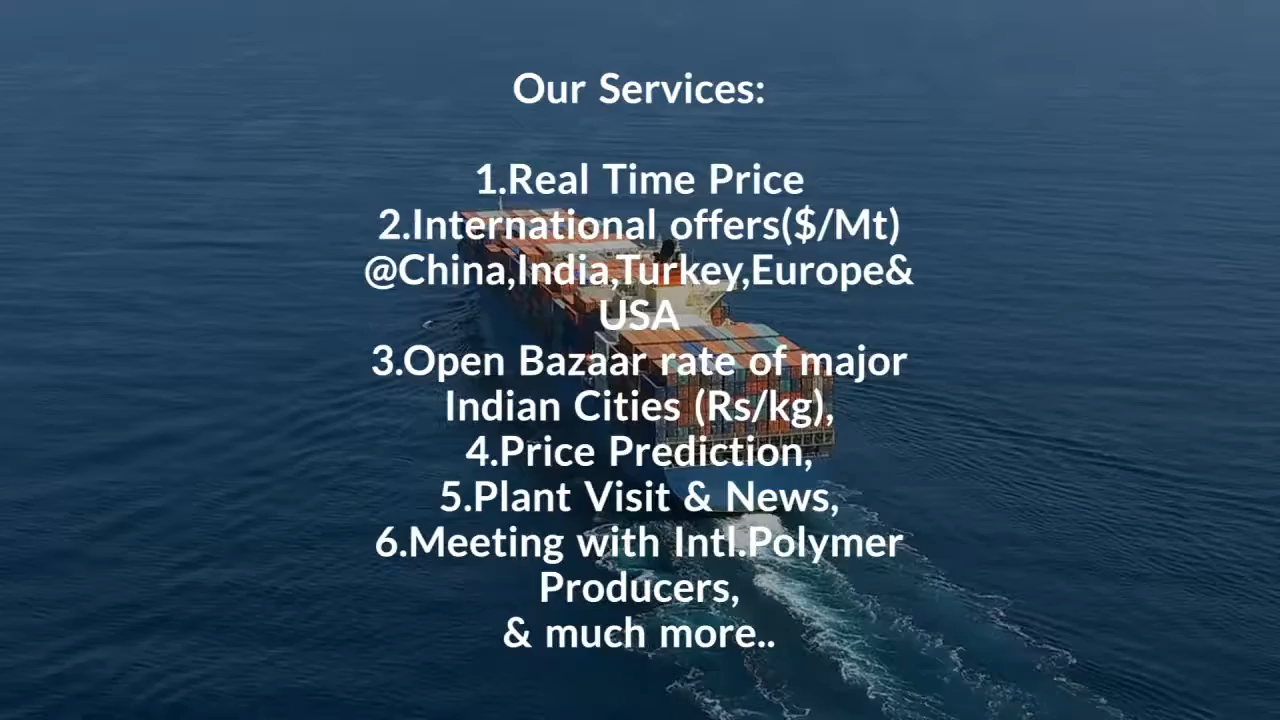 Our Services:
1.Real Time Price
2.International offers($/Mt)
@China,India,Turkey,Europe&
USA
3.Open Bazaar rate of major
Indian Cities (Rs/kg),
4.Price Prediction,
5.Plant Visit & News,
6.Meeting with Intl.Polymer
Producers,
& much more..